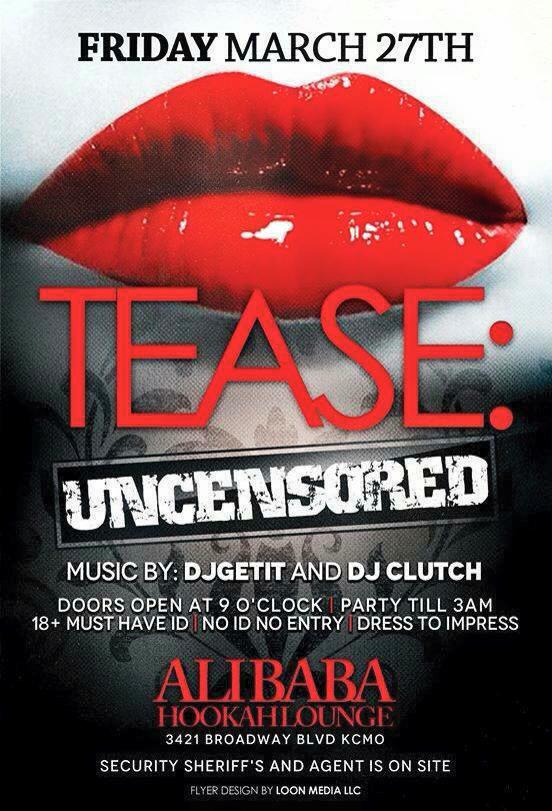 FRIDAY MARCH 27TH
TEASE:
UNCENSORED
MUSIC BY: DJGETIT AND DJ CLUTCH
DOORS OPEN AT 9 O'CLOCK | PARTY TILL 3AM
18+ MUST HAVE ID | NO ID NO ENTRY | DRESS TO IMPRESS
ALIBABA
HOOKAH LOUNGE
3421 BROADWAY BLVD KCMO
SECURITY SHERIFF'S AND AGENT IS ON SITE
FLYER DESIGN BY LOON MEDIA LLC